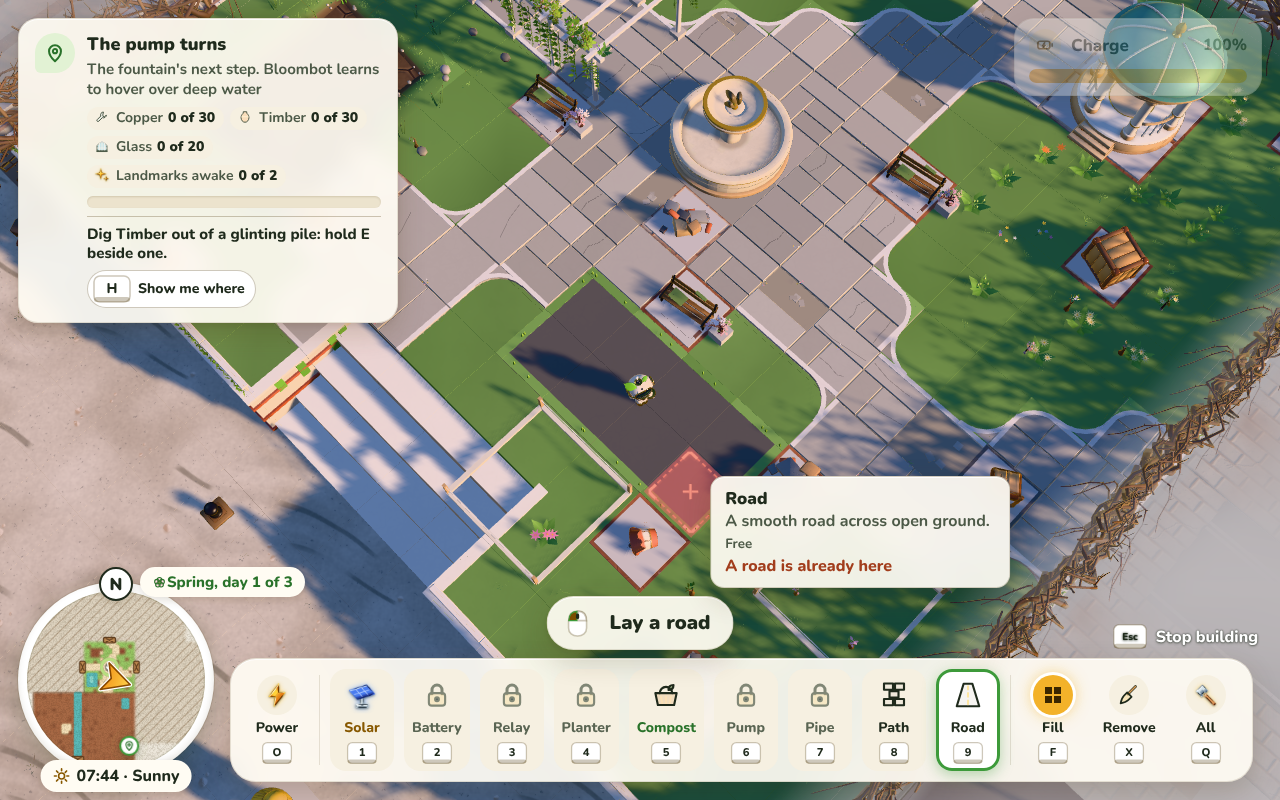 The pump turns
The fountain's next step. Bloombot learns
to hover over deep water
Copper 0 of 30 Timber 0 of 30
Glass 0 of 20
Landmarks awake 0 of 2
Dig Timber out of a glinting pile: hold E
beside one.
H Show me where
Charge 100%
Road
A smooth road across open ground.
Free
A road is already here
N
Spring, day 1 of 3
Lay a road
Esc Stop building
Power Solar Battery Relay Planter Compost Pump Pipe Path Road Fill Remove All
O 1 2 3 4 5 6 7 8 9 F X Q
07:44 · Sunny